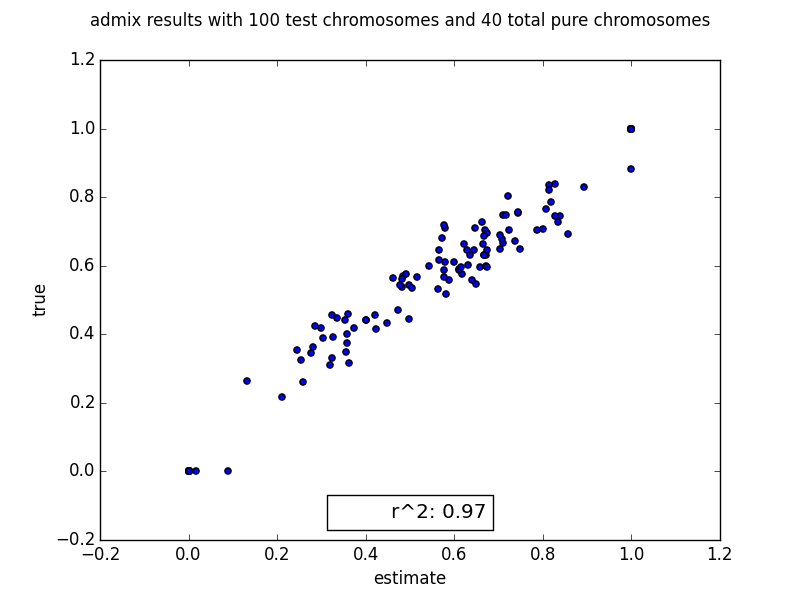 admix results with 100 test chromosomes and 40 total pure chromosomes
1.2
1.0
0.8
0.6
0.4
0.2
0.0
−0.2
true
r^2: 0.97
−0.2 0.0 0.2 0.4 0.6 0.8 1.0 1.2
estimate